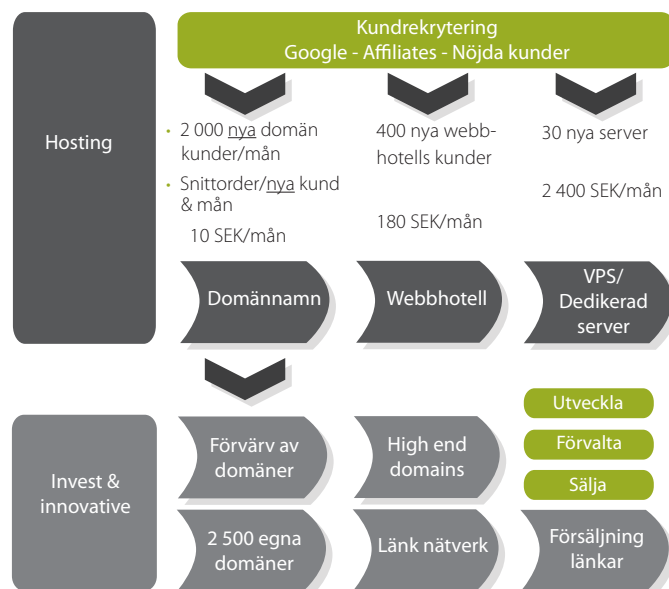 Kundrekrytering
Google - Affiliates - Nöjda kunder
Hosting
• 2 000 nya domän
kunder/mån
• Snittorder/nya kund
& mån
10 SEK/mån
400 nya webb-
hotells kunder
180 SEK/mån
30 nya server
2 400 SEK/mån
Domännamn
Webbhotell
VPS/
Dedikerad
server
Invest &
innovative
Förvärv av
domäner
High end
domains
Utveckla
Förvalta
Sälja
2 500 egna
domäner
Länk nätverk
Försäljning
länkar